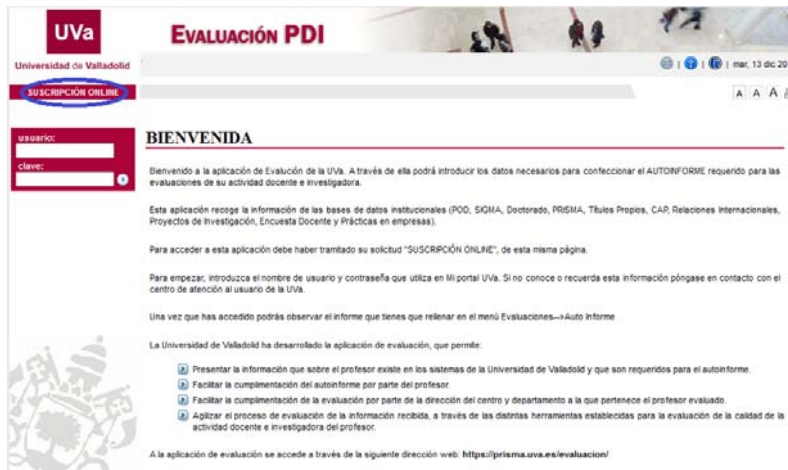 UVa
EVALUACIÓN PDI
Universidad de Valladolid
mar, 13 dic 20
SUSCRIPCIÓN ONLINE
A A A
usuario:
clave:
BIENVENIDA
Bienvenido a la aplicación de Evalución de la UVa. A través de ella podrá introducir los datos necesarios para confeccionar el AUTOINFORME requerido para las
evaluaciones de su actividad docente e investigadora.
Esta aplicación recoge la información de las bases de datos institucionales (POD, SIGMA, Doctorado, PRISMA, Títulos Propios, CAP, Relaciones Internacionales,
Proyectos de Investigación, Encuesta Docente y Prácticas en empresas).
Para acceder a esta aplicación debe haber tramitado su solicitud "SUSCRIPCIÓN ONLINE", de esta misma página.
Para empezar, introduzca el nombre de usuario y contraseña que utiliza en Mi portal UVa. Si no conoce o recuerda esta información póngase en contacto con el
centro de atención al usuario de la UVa.
Una vez que has accedido podrás observar el informe que tienes que rellenar en el menú Evaluaciones-->Auto Informe
La Universidad de Valladolid ha desarrollado la aplicación de evaluación, que permite:
Presentar la información que sobre el profesor existe en los sistemas de la Universidad de Valladolid y que son requeridos para el autoinforme.
Facilitar la cumplimentación del autoinforme por parte del profesor.
Facilitar la cumplimentación de la evaluación por parte de la dirección del centro y departamento a la que pertenece el profesor evaluado.
Agilizar el proceso de evaluación de la información recibida, a través de las distintas herramientas establecidas para la evaluación de la calidad de la
actividad docente e investigadora del profesor.
A la aplicación de evaluación se accede a través de la siguiente dirección web: https://prisma.uva.es/evaluacion/